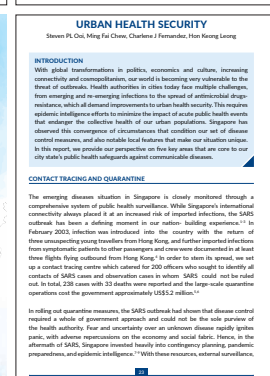 URBAN HEALTH SECURITY
Steven PL Ooi, Ming Chay Chew, Charlene J Fernandez, Hon Keong Leong
INTRODUCTION
With global transformations in politics, economics and culture, increasing
connectivity and cosmopolitanism, our world is becoming very vulnerable to the
threat of outbreaks. Health authorities in cities today face multiple challenges,
from emerging and re-emerging infections to the spread of antimicrobial drugs-
resistance, which all demand improvements to urban health security. This requires
epidemic intelligence efforts to minimize the impact of acute public health events
that endanger the collective health of our urban populations. Singapore has
observed this convergence of circumstances that condition our set of disease
control measures, and also notable local features that make our situation unique.
In this report, we provide our perspective on five key areas that are core to our
city state's public health safeguards against communicable diseases.
CONTACT TRACING AND QUARANTINE
The emerging diseases situation in Singapore is closely monitored through a
comprehensive system of public health surveillance. While Singapore's international
connectivity always placed it at an increased risk of imported infections, the SARS
outbreak has been a defining moment in our nation- building experience. In
February 2003, infection was introduced into the country with the return of
three unsuspecting young travellers from Hong Kong, and further imported infections
from symptomatic patients to other passengers and crew were documented in at least
three flights outbound from Hong Kong. In order to stem its spread, we set
up a contact tracing centre which catered for 200 officers who sought to identify all
contacts of SARS cases and observation cases in whom SARS could not be ruled
out. In total, 238 cases with 33 deaths were reported and the large-scale quarantine
operations cost the government approximately US$5.2 million.
In rolling out quarantine measures, the SARS outbreak had shown that disease control
required a whole of government approach and could not be the sole purview of
the health authority. Fear and uncertainty over an unknown disease rapidly ignites
panic, with adverse repercussions on the economy and social fabric. Hence, in the
aftermath of SARS, Singapore invested heavily into contingency planning, pandemic
preparedness, and epidemic intelligence. With these resources, external surveillance,
23